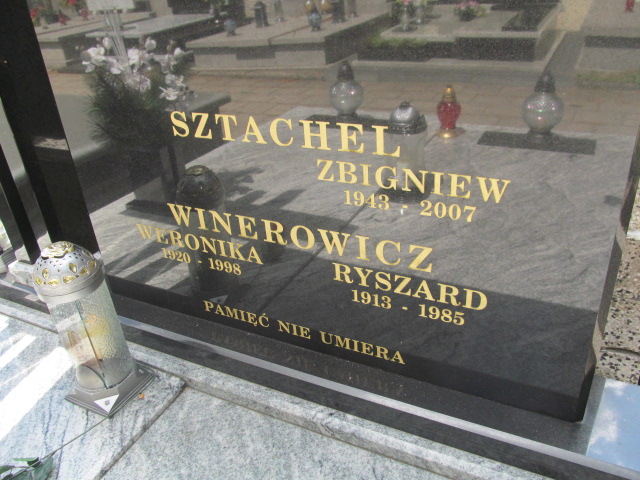 SZTACHEL
ZBIGNIEW
1943 - 2007
WINEROWICZ
WERONIKA
1920 - 1998
RYSZARD
1913 - 1985
PAMIĘĆ NIE UMIERA